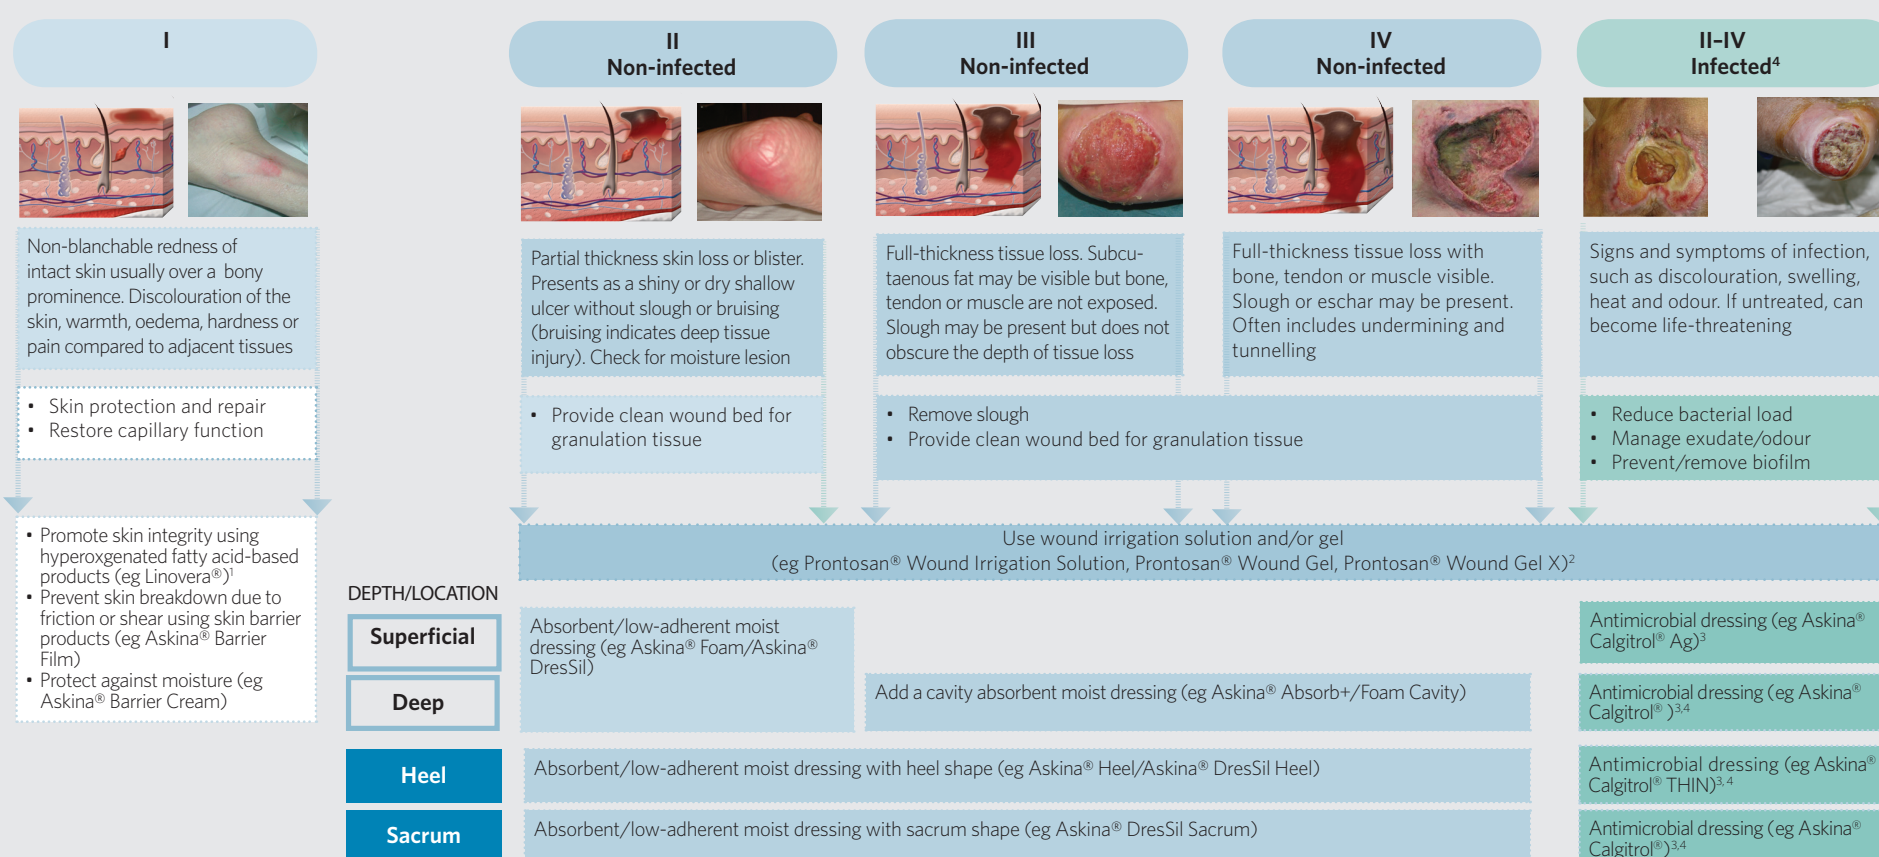 I
II
Non-infected
III
Non-infected
IV
Non-infected
II–IV
Infected⁴
Non-blanchable redness of
intact skin usually over a bony
prominence. Discolouration of the
skin, warmth, oedema, hardness or
pain compared to adjacent tissues
Partial thickness skin loss or blister.
Presents as a shiny or dry shallow
ulcer without slough or bruising
(bruising indicates deep tissue
injury). Check for moisture lesion
Full-thickness tissue loss. Subcu-
taenous fat may be visible but bone,
tendon or muscle are not exposed.
Slough may be present but does not
obscure the depth of tissue loss
Full-thickness tissue loss with
bone, tendon or muscle visible.
Slough or eschar may be present.
Often includes undermining and
tunnelling
Signs and symptoms of infection,
such as discolouration, swelling,
heat and odour. If untreated, can
become life-threatening
• Skin protection and repair
• Restore capillary function
• Provide clean wound bed for
granulation tissue
• Remove slough
• Provide clean wound bed for granulation tissue
• Reduce bacterial load
• Manage exudate/odour
• Prevent/remove biofilm
• Promote skin integrity using
hyperoxgenated fatty acid-based
products (eg Linovera®)¹
• Prevent skin breakdown due to
friction or shear using skin barrier
products (eg Askina® Barrier
Film)
• Protect against moisture (eg
Askina® Barrier Cream)
Use wound irrigation solution and/or gel
(eg Prontosan® Wound Irrigation Solution, Prontosan® Wound Gel, Prontosan® Wound Gel X)²
DEPTH/LOCATION
Superficial
Absorbent/low-adherent moist
dressing (eg Askina® Foam/Askina®
DresSil)
Antimicrobial dressing (eg Askina®
Calgitrol® Ag)³
Deep
Add a cavity absorbent moist dressing (eg Askina® Absorb+/Foam Cavity)
Antimicrobial dressing (eg Askina®
Calgitrol® )³,⁴
Heel
Absorbent/low-adherent moist dressing with heel shape (eg Askina® Heel/Askina® DresSil Heel)
Antimicrobial dressing (eg Askina®
Calgitrol® THIN)³,⁴
Sacrum
Absorbent/low-adherent moist dressing with sacrum shape (eg Askina® DresSil Sacrum)
Antimicrobial dressing (eg Askina®
Calgitrol®)³,⁴